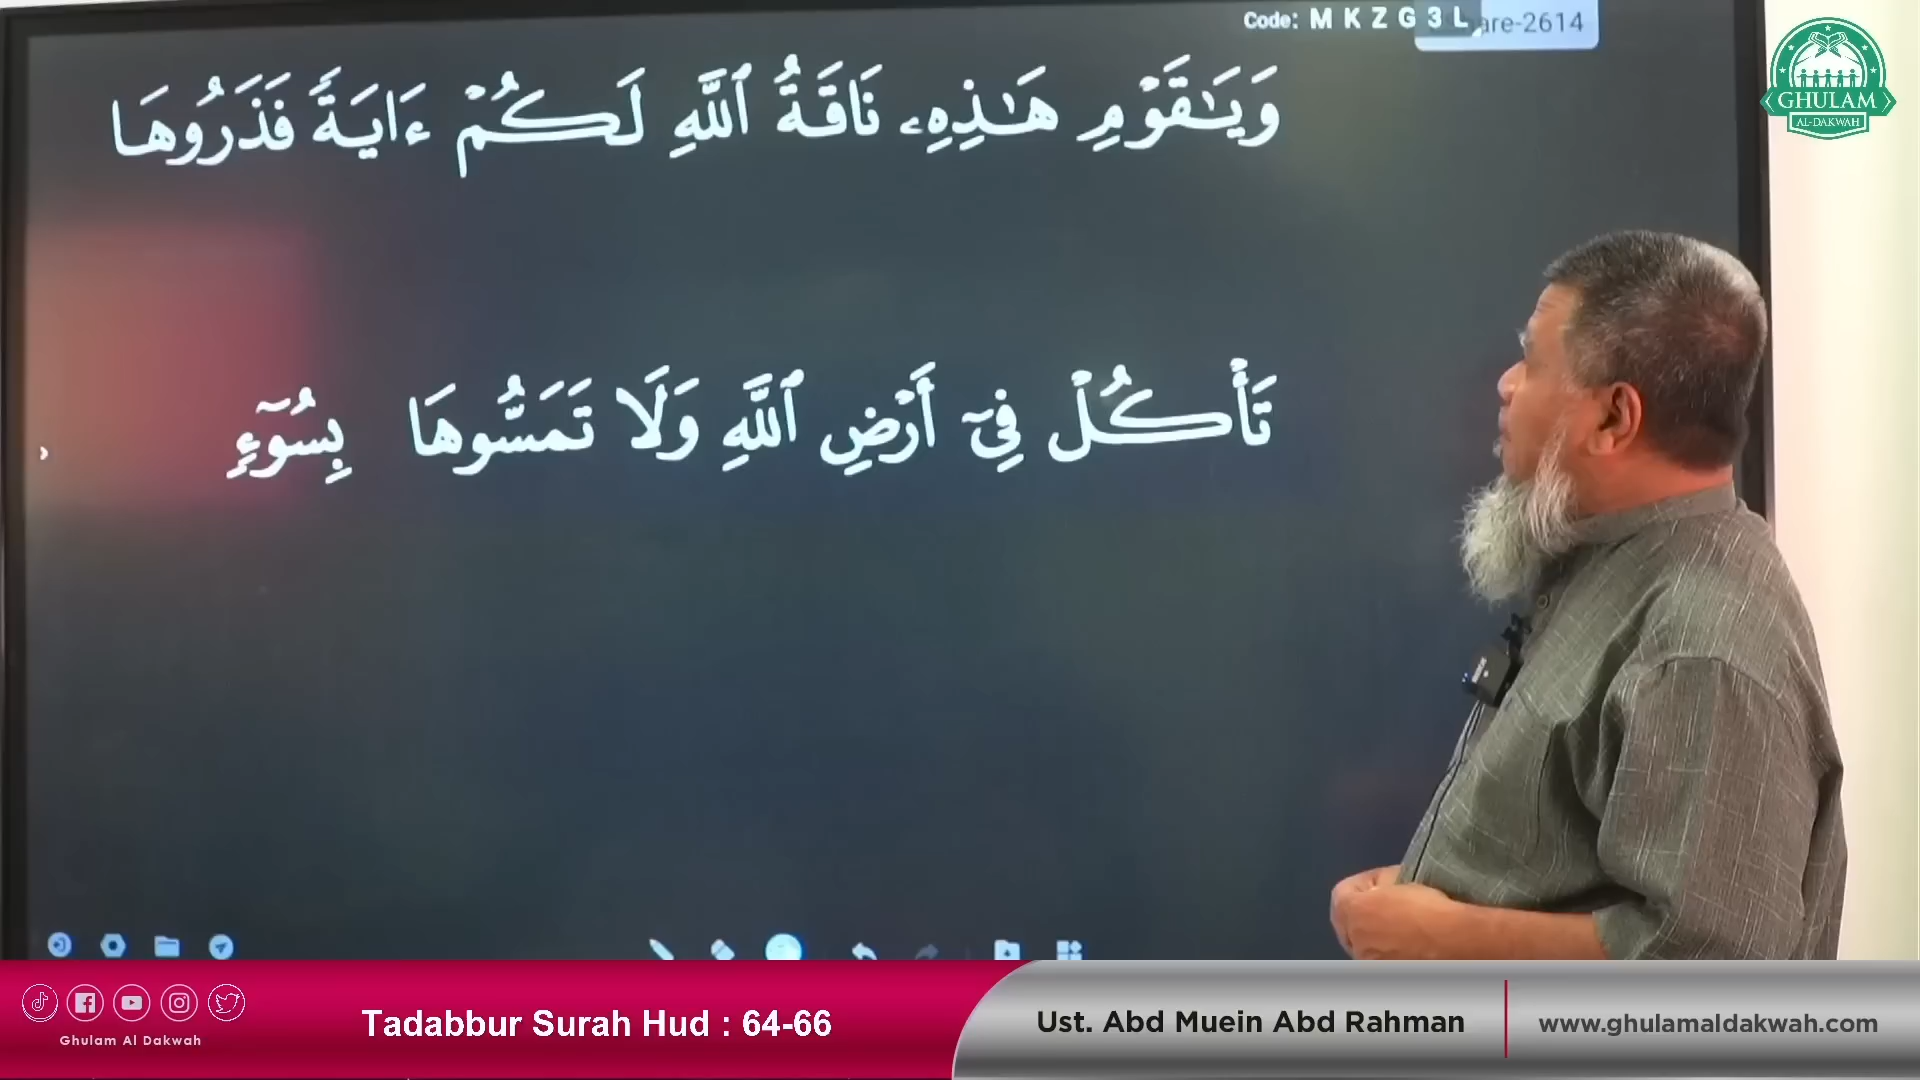 Code: M K Z G 3 L are-2614
وَيَـٰقَوْمِ هَـٰذِهِۦ نَاقَةُ ٱللَّهِ لَكُمْ ءَايَةً فَذَرُوهَا
تَأْكُلْ فِىٓ أَرْضِ ٱللَّهِ وَلَا تَمَسُّوهَا بِسُوٓءٍ
GHULAM
AL-DAKWAH
Ghulam Al Dakwah
Tadabbur Surah Hud : 64-66
Ust. Abd Muein Abd Rahman
www.ghulamaldakwah.com